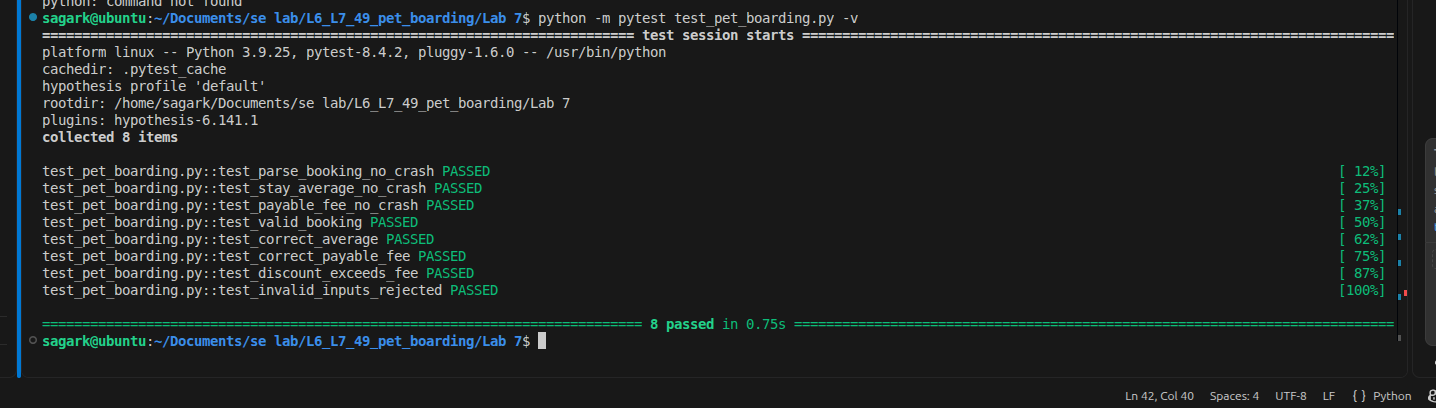 python: command not found
sagark@ubuntu:~/Documents/se lab/L6_L7_49_pet_boarding/Lab 7$ python -m pytest test_pet_boarding.py -v
============================= test session starts =============================
platform linux -- Python 3.9.25, pytest-8.4.2, pluggy-1.6.0 -- /usr/bin/python
cachedir: .pytest_cache
hypothesis profile 'default'
rootdir: /home/sagark/Documents/se lab/L6_L7_49_pet_boarding/Lab 7
plugins: hypothesis-6.141.1
collected 8 items
test_pet_boarding.py::test_parse_booking_no_crash PASSED [ 12%]
test_pet_boarding.py::test_stay_average_no_crash PASSED [ 25%]
test_pet_boarding.py::test_payable_fee_no_crash PASSED [ 37%]
test_pet_boarding.py::test_valid_booking PASSED [ 50%]
test_pet_boarding.py::test_correct_average PASSED [ 62%]
test_pet_boarding.py::test_correct_payable_fee PASSED [ 75%]
test_pet_boarding.py::test_discount_exceeds_fee PASSED [ 87%]
test_pet_boarding.py::test_invalid_inputs_rejected PASSED [100%]
============================= 8 passed in 0.75s =============================
sagark@ubuntu:~/Documents/se lab/L6_L7_49_pet_boarding/Lab 7$
Ln 42, Col 40 Spaces: 4 UTF-8 LF { } Python